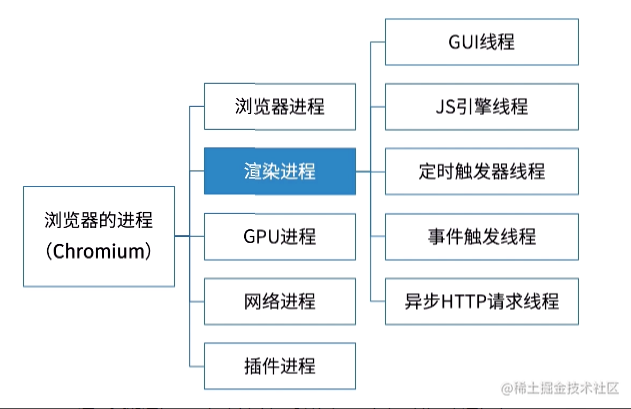 浏览器的进程
（Chromium）
浏览器进程
渲染进程
GPU进程
网络进程
插件进程
GUI线程
JS引擎线程
定时触发器线程
事件触发线程
异步HTTP请求线程
@稀土掘金技术社区